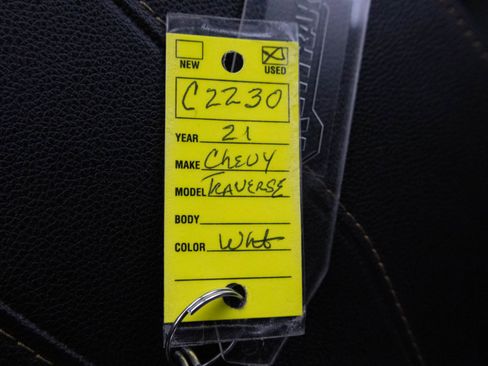 NEW USED
C2230
YEAR 21
MAKE Chevy
MODEL TRAVERSE
BODY
COLOR Wht